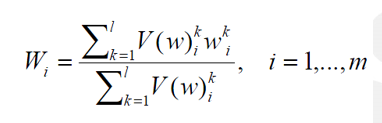 W_i = \frac{\sum_{k=1}^{l} V(w)_i^k w_i^k}{\sum_{k=1}^{l} V(w)_i^k}, \quad i = 1,...,m